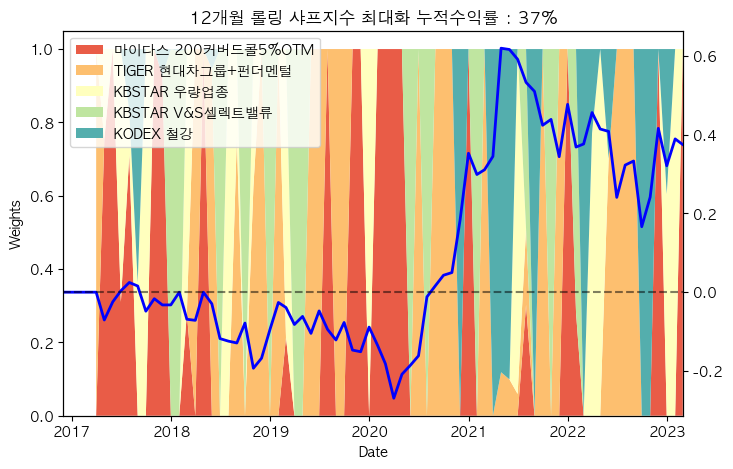 12개월 롤링 샤프지수 최대화 누적수익률 : 37%
마이다스 200커버드콜5%OTM
TIGER 현대차그룹+펀더멘털
KBSTAR 우량업종
KBSTAR V&S셀렉트밸류
KODEX 철강
1.0
0.8
0.6
0.4
0.2
0.0
Weights
0.6
0.4
0.2
0.0
-0.2
2017 2018 2019 2020 2021 2022 2023
Date